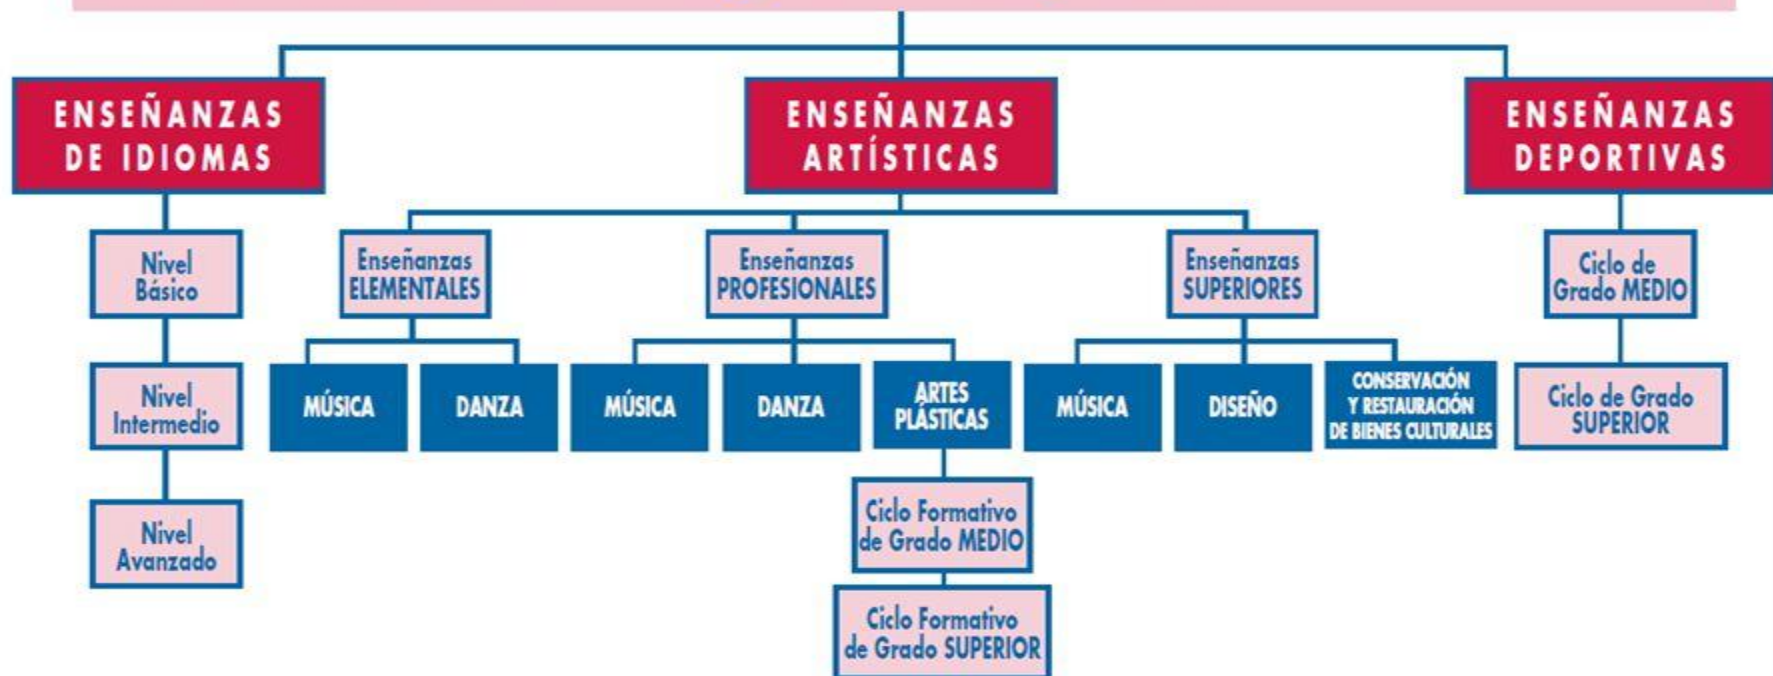 ENSEÑANZAS
DE IDIOMAS
ENSEÑANZAS
ARTÍSTICAS
ENSEÑANZAS
DEPORTIVAS
Nivel
Básico
Enseñanzas
ELEMENTALES
Enseñanzas
PROFESIONALES
Enseñanzas
SUPERIORES
Ciclo de
Grado MEDIO
Nivel
Intermedio
MÚSICA
DANZA
MÚSICA
DANZA
ARTES
PLÁSTICAS
MÚSICA
DISEÑO
CONSERVACIÓN
Y RESTAURACIÓN
DE BIENES CULTURALES
Ciclo de Grado
SUPERIOR
Nivel
Avanzado
Ciclo Formativo
de Grado MEDIO
Ciclo Formativo
de Grado SUPERIOR